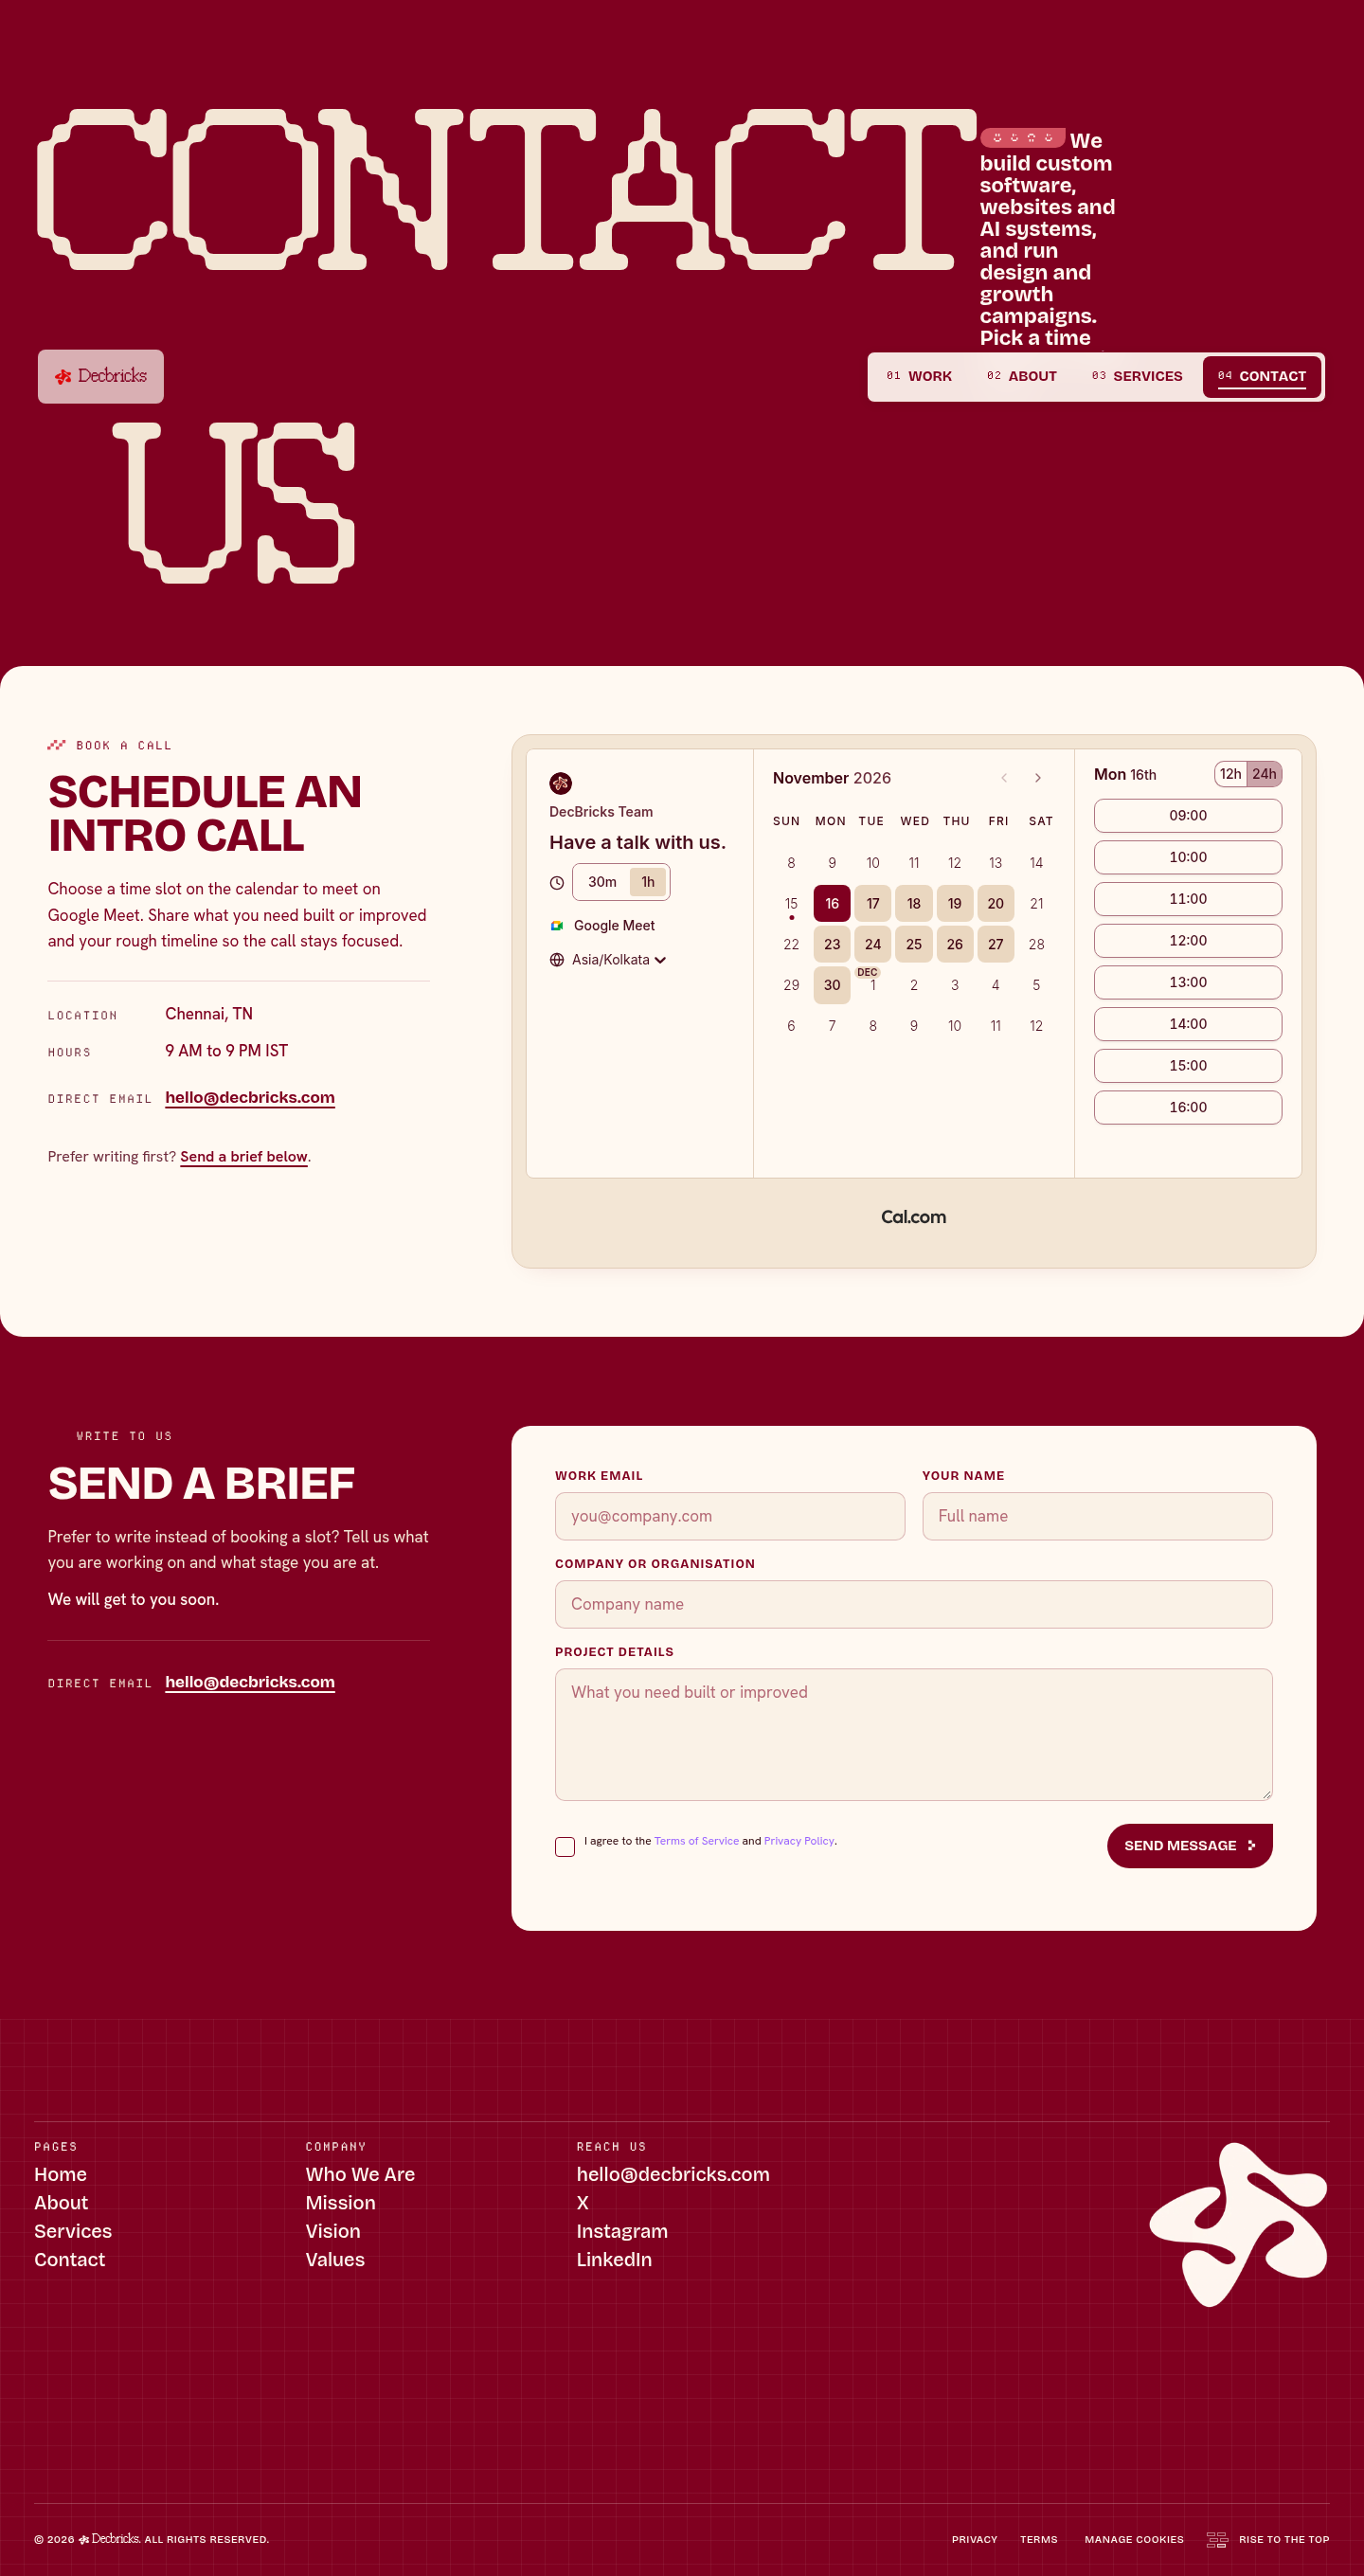 CONTACT
We
build custom
software,
websites and
AI systems,
and run
design and
growth
campaigns.
Pick a time
Decbricks
01 WORK 02 ABOUT 03 SERVICES 04 CONTACT
US
BOOK A CALL
SCHEDULE AN
INTRO CALL
Choose a time slot on the calendar to meet on
Google Meet. Share what you need built or improved
and your rough timeline so the call stays focused.
LOCATION Chennai, TN
HOURS 9 AM to 9 PM IST
DIRECT EMAIL hello@decbricks.com
Prefer writing first? Send a brief below.
DecBricks Team
Have a talk with us.
30m 1h
Google Meet
Asia/Kolkata
November 2026
SUN MON TUE WED THU FRI SAT
8 9 10 11 12 13 14
15 16 17 18 19 20 21
22 23 24 25 26 27 28
DEC
29 30 1 2 3 4 5
6 7 8 9 10 11 12
Mon 16th 12h 24h
09:00
10:00
11:00
12:00
13:00
14:00
15:00
16:00
Cal.com
WRITE TO US
SEND A BRIEF
Prefer to write instead of booking a slot? Tell us what
you are working on and what stage you are at.
We will get to you soon.
DIRECT EMAIL hello@decbricks.com
WORK EMAIL YOUR NAME
you@company.com Full name
COMPANY OR ORGANISATION
Company name
PROJECT DETAILS
What you need built or improved
I agree to the Terms of Service and Privacy Policy.
SEND MESSAGE
PAGES
Home
About
Services
Contact
COMPANY
Who We Are
Mission
Vision
Values
REACH US
hello@decbricks.com
X
Instagram
LinkedIn
© 2026 Decbricks. ALL RIGHTS RESERVED.
PRIVACY TERMS MANAGE COOKIES RISE TO THE TOP